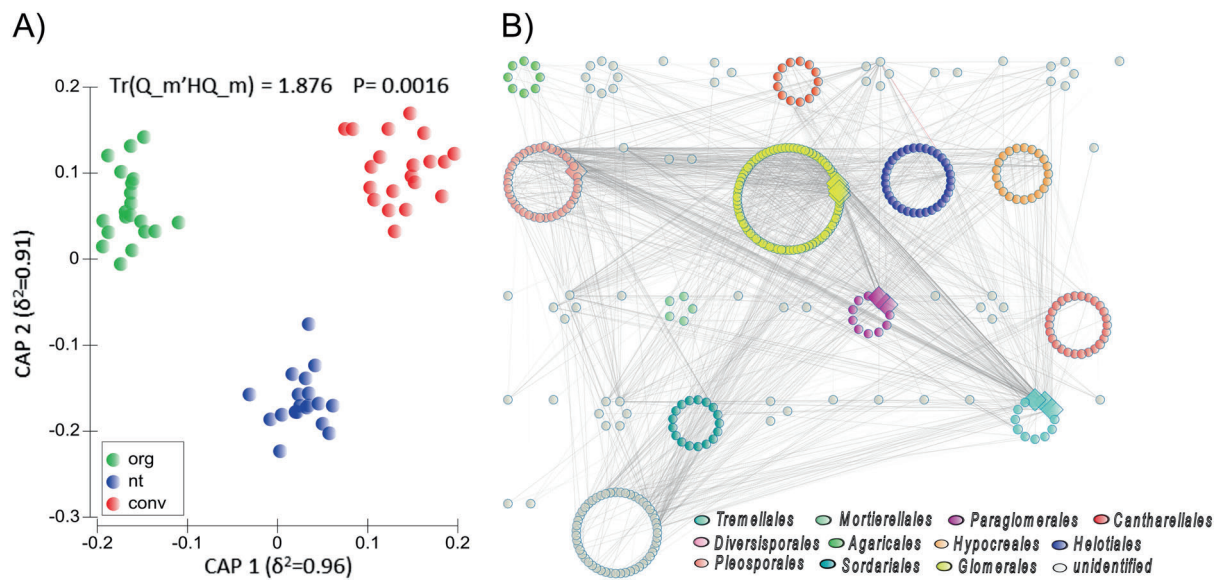 A)
Tr(Q_m'HQ_m) = 1.876 P= 0.0016
0.2
0.1
0
-0.1
-0.2
-0.3
CAP 2 (δ²=0.91)
org
nt
conv
-0.2 -0.1 0 0.1 0.2
CAP 1 (δ²=0.96)
B)
Tremellales Mortierellales Paraglomerales Cantharellales
Diversisporales Agaricales Hypocreales Helotiales
Pleosporales Sordariales Glomerales unidentified